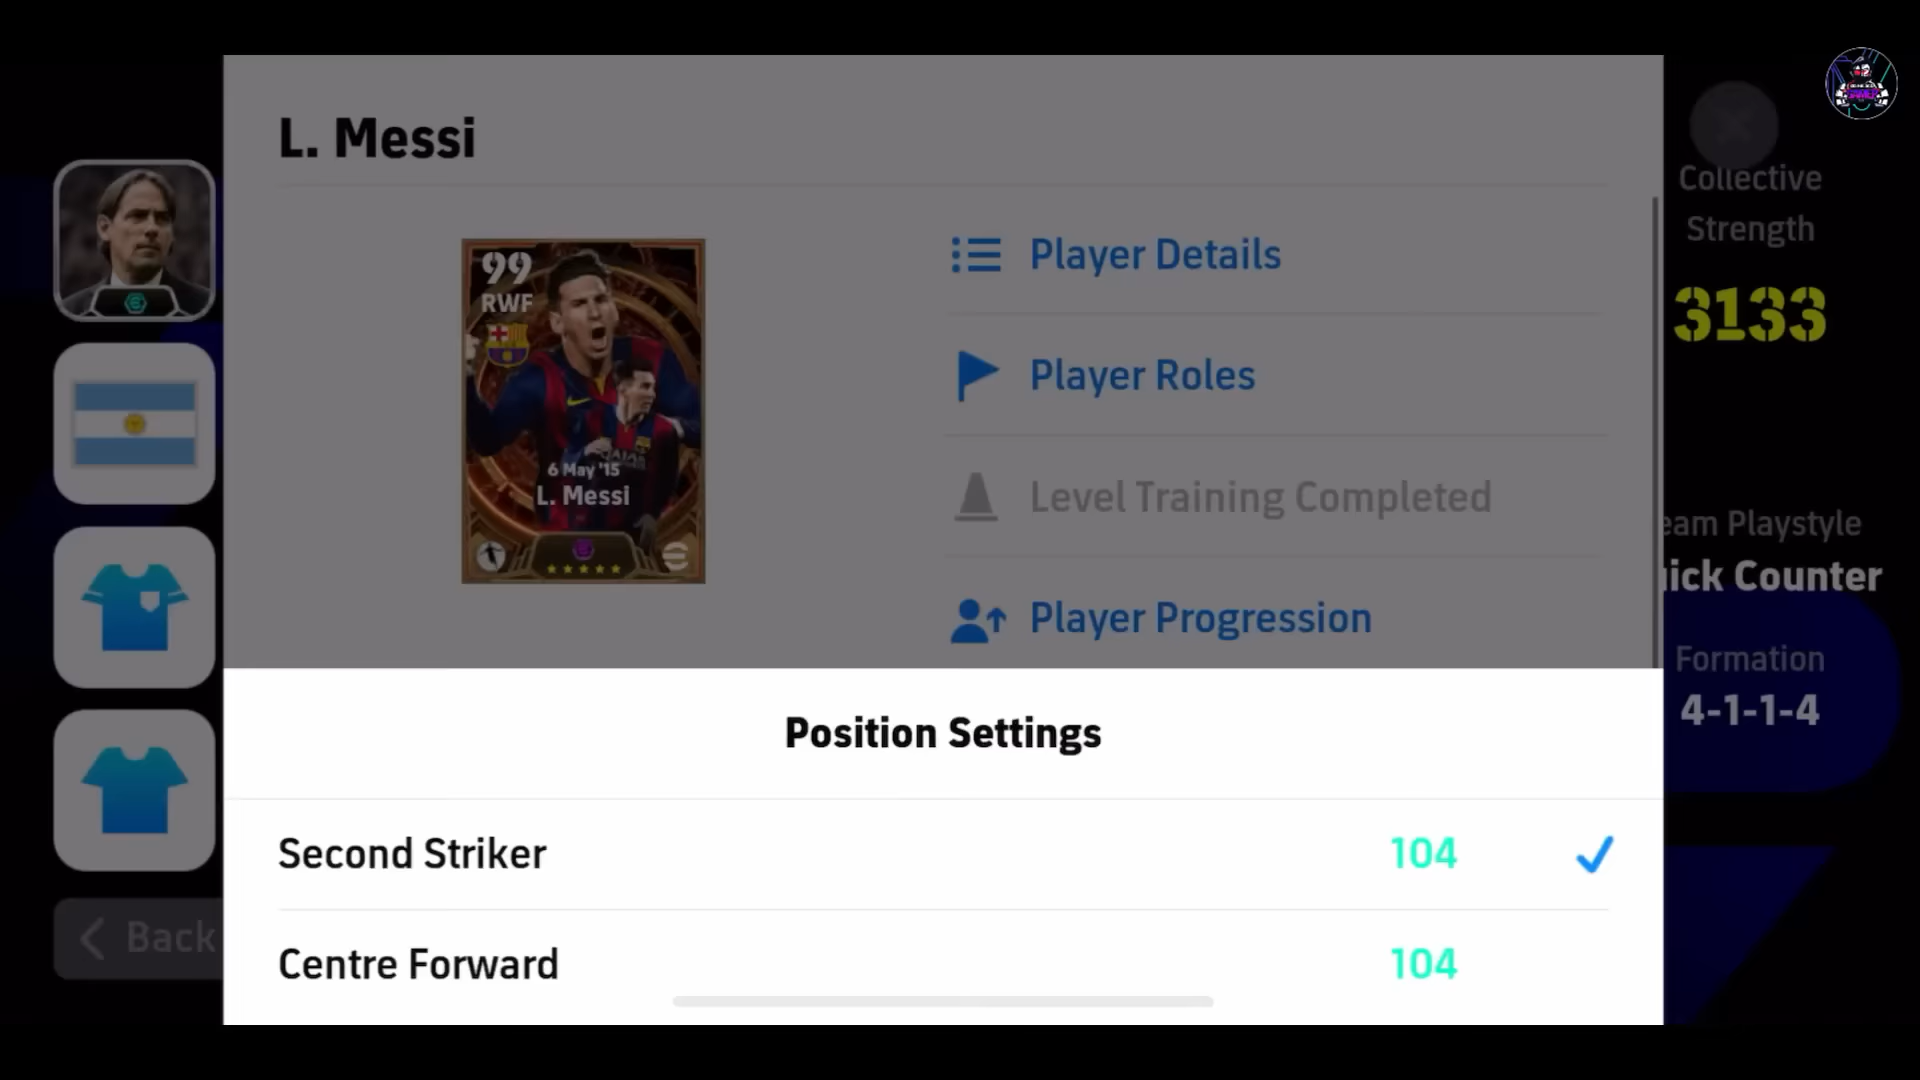 L. Messi
99
RWF
6 May '15
L. Messi
Player Details
Player Roles
Level Training Completed
Player Progression
Collective
Strength
3133
eam Playstyle
ick Counter
Formation
4-1-1-4
Back
Position Settings
Second Striker 104
Centre Forward 104